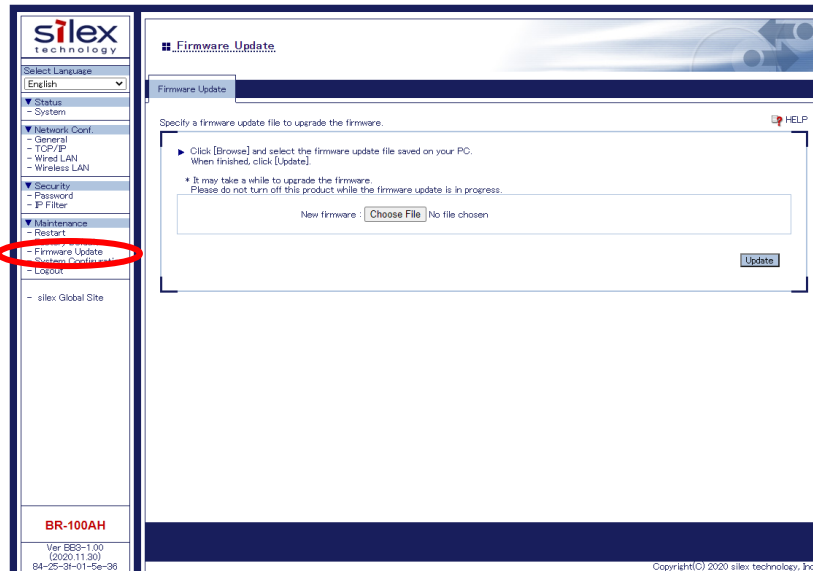 silex
technology
Select Language
English
▼ Status
- System
▼ Network Conf.
- General
- TCP/IP
- Wired LAN
- Wireless LAN
▼ Security
- Password
- IP Filter
▼ Maintenance
- Restart
- Firmware Update
- System
- Logout
- silex Global Site
BR-100AH
Ver BB3-1.00
(2020.11.30)
84-25-3f-01-5e-36
Firmware Update
Firmware Update
Specify a firmware update file to upgrade the firmware.
HELP
Click [Browse] and select the firmware update file saved on your PC.
When finished, click [Update].
* It may take a while to upgrade the firmware.
Please do not turn off this product while the firmware update is in progress.
New firmware : Choose File No file chosen
Update
Copyright(C) 2020 silex technology, Inc